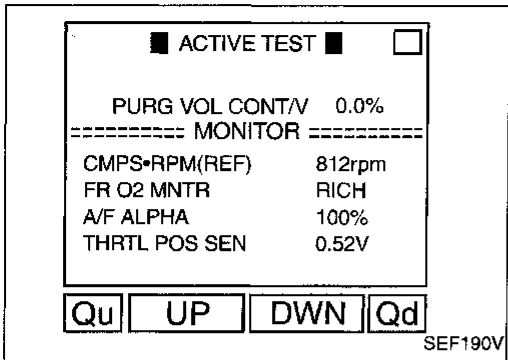 ACTIVE TEST
PURG VOL CONT/V 0.0%
========= MONITOR =========
CMPS•RPM(REF) 812rpm
FR O2 MNTR RICH
A/F ALPHA 100%
THRTL POS SEN 0.52V
Qu UP DWN Qd
SEF190V